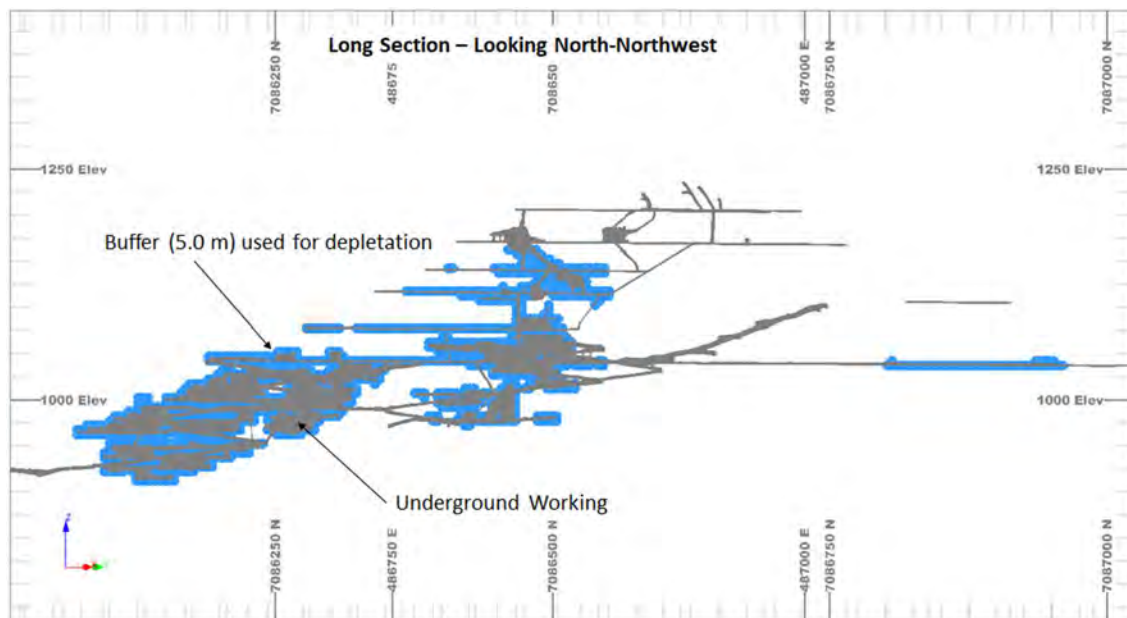 Long Section – Looking North-Northwest
7086250 N
48675
708650
487000 E
7086750 N
7087000 N
1250 Elev
1250 Elev
Buffer (5.0 m) used for depletation
1000 Elev
1000 Elev
Underground Working
Z
7086250 N
486750 E
7086500 N
487000 E
7086750 N
7087000 N